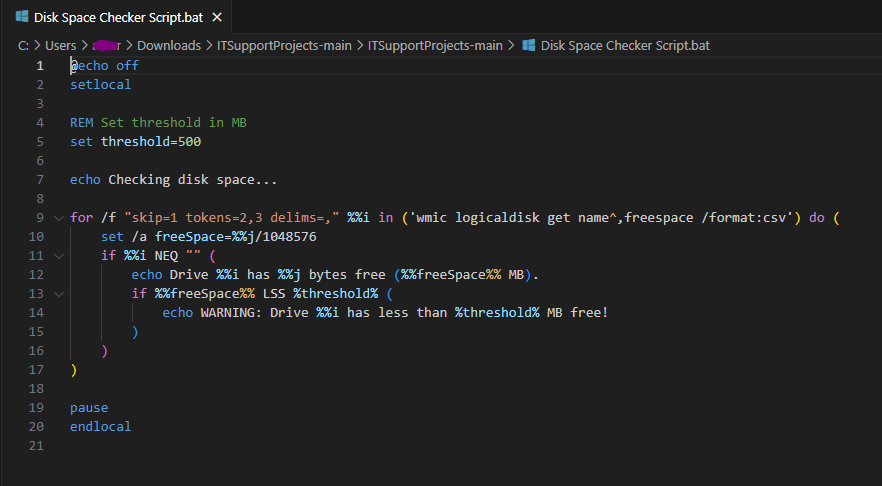 Disk Space Checker Script.bat
C: > Users > r > Downloads > ITSupportProjects-main > ITSupportProjects-main > Disk Space Checker Script.bat
1 @echo off
2 setlocal
3
4 REM Set threshold in MB
5 set threshold=500
6
7 echo Checking disk space...
8
9 for /f "skip=1 tokens=2,3 delims=," %%i in ('wmic logicaldisk get name^,freespace /format:csv') do (
10     set /a freeSpace=%%j/1048576
11     if %%i NEQ "" (
12         echo Drive %%i has %%j bytes free (%%freeSpace%% MB).
13         if %%freeSpace%% LSS %threshold% (
14             echo WARNING: Drive %%i has less than %threshold% MB free!
15         )
16     )
17 )
18
19 pause
20 endlocal
21